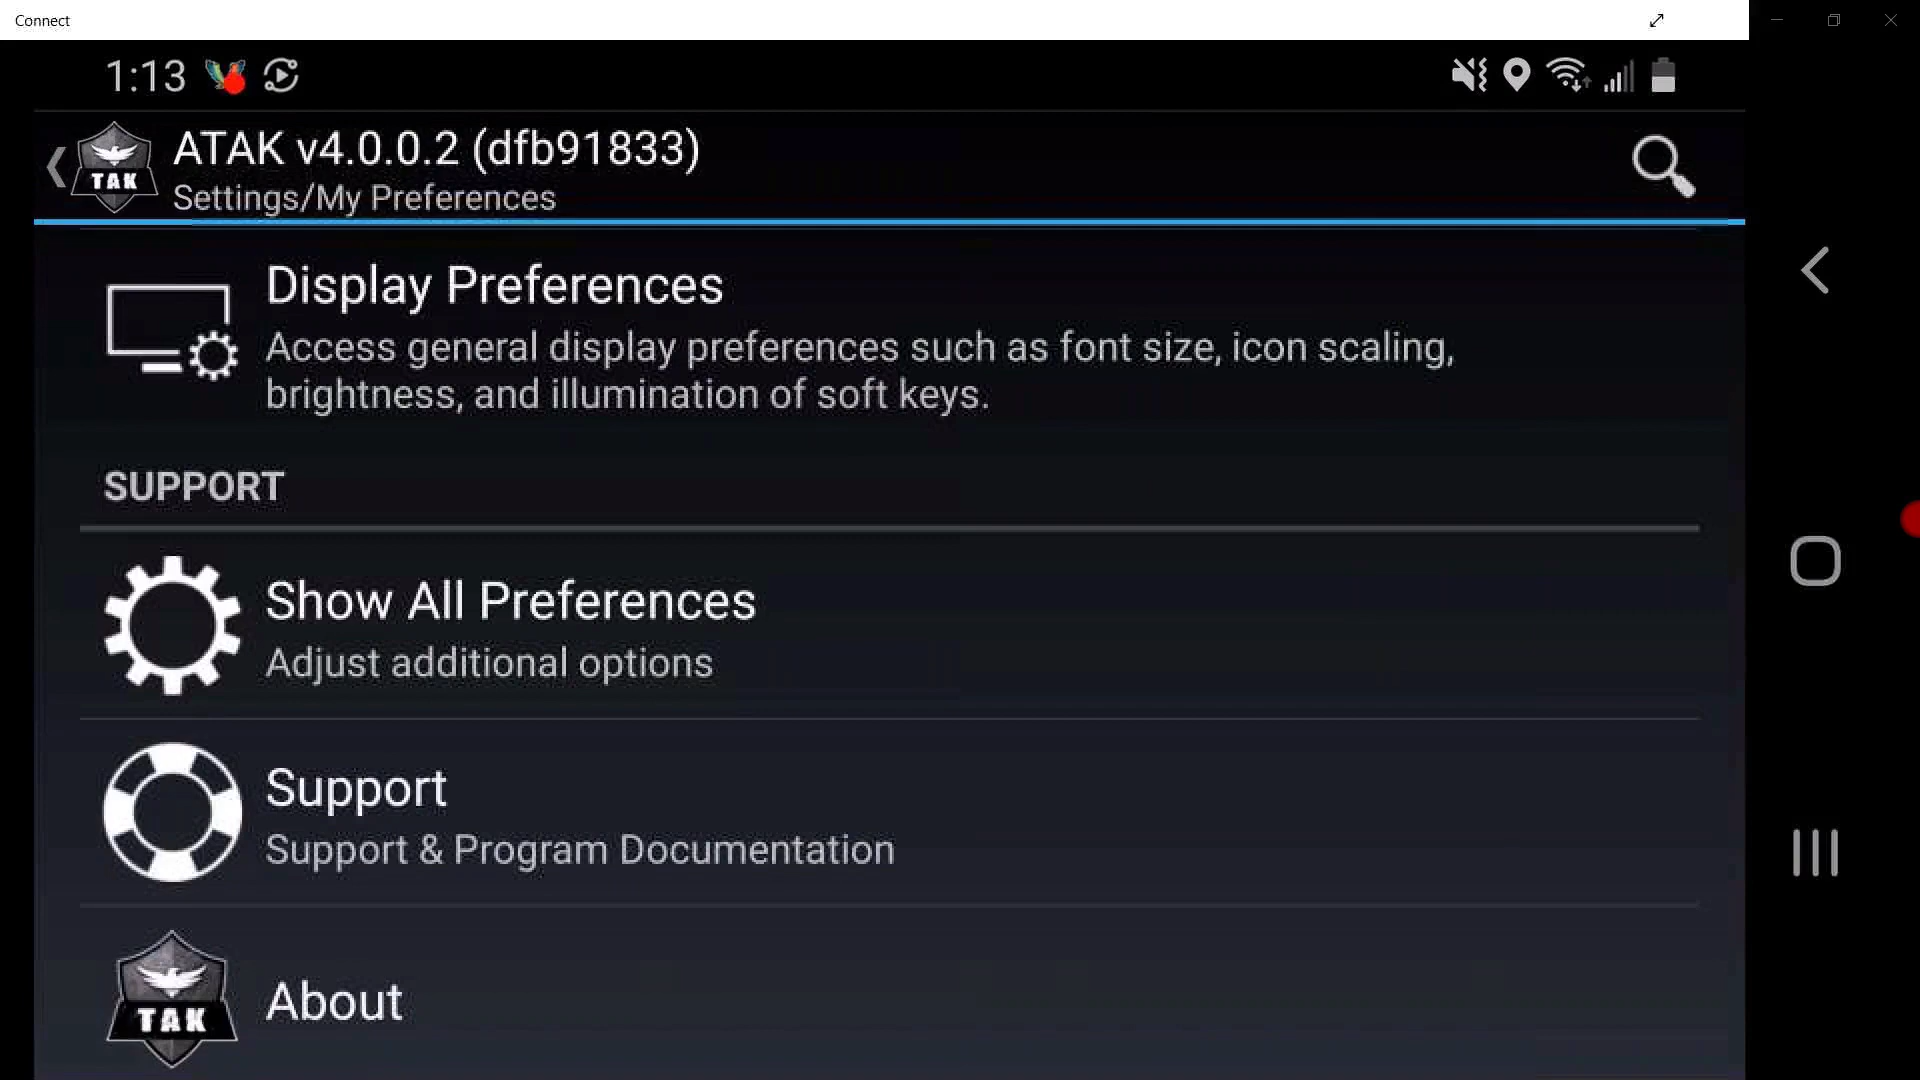 Connect
1:13
ATAK v4.0.0.2 (dfb91833)
TAK
Settings/My Preferences
Display Preferences
Access general display preferences such as font size, icon scaling,
brightness, and illumination of soft keys.
SUPPORT
Show All Preferences
Adjust additional options
Support
Support & Program Documentation
TAK
About